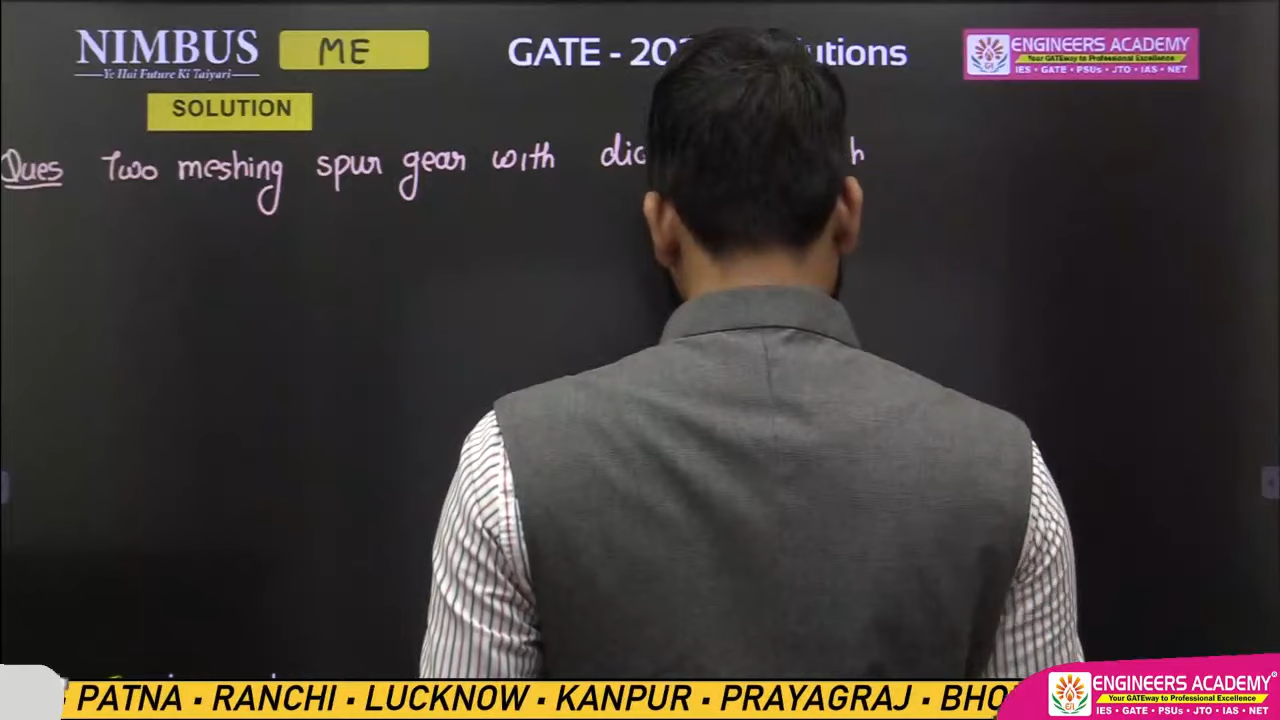 NIMBUS
Ye Hai Future Ki Taiyari
ME
GATE - 202 utions
ENGINEERS ACADEMY
Your GATEway to Professional Excellence
IES • GATE • PSUs • JTO • IAS • NET
SOLUTION
Ques Two meshing spur gear with
PATNA • RANCHI • LUCKNOW • KANPUR • PRAYAGRAJ • BHO
ENGINEERS ACADEMY
Your GATEway to Professional Excellence
IES • GATE • PSUs • JTO • IAS • NET